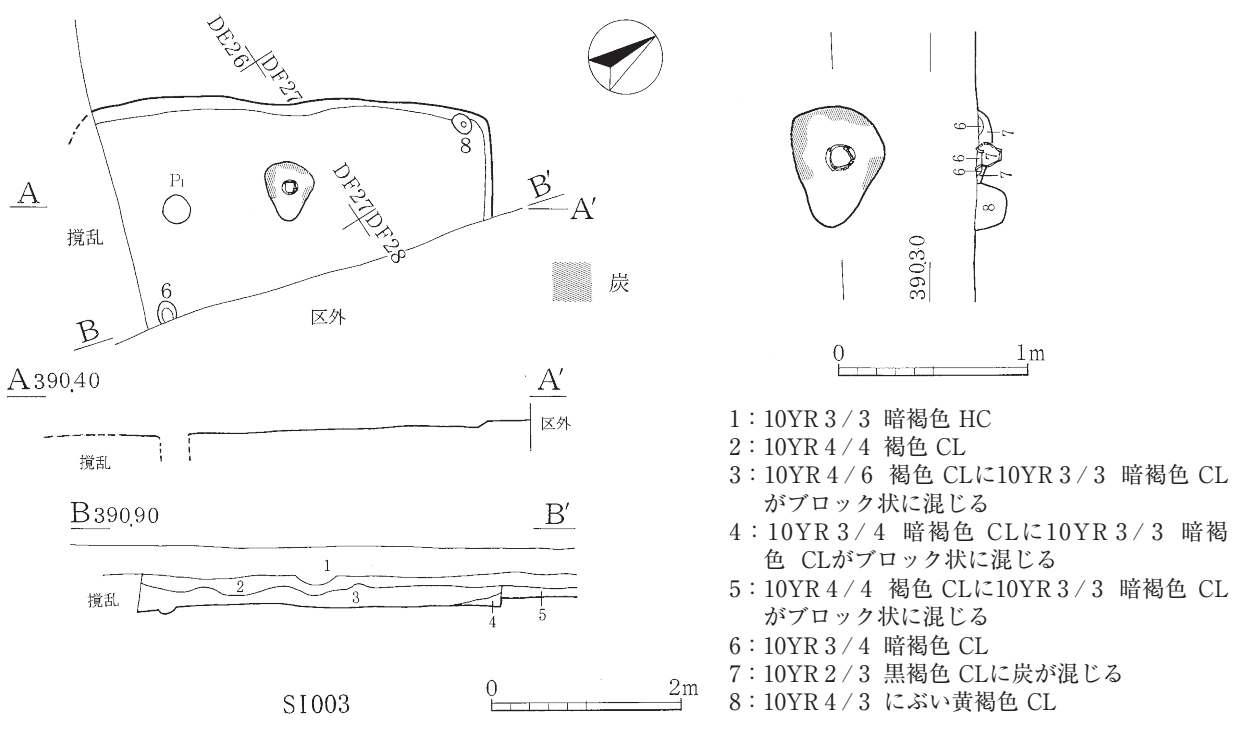 DE26
DF27
8
A
P1
DF27
DF28
B'
A'
撹乱
6
炭
B
区外
A 390.40
A'
区外
撹乱
B 390.90
B'
1
2
3
撹乱
4
5
SI003
0
2m
6
7
6
7
6
7
8
390.30
0
1m
1：10YR 3／3 暗褐色 HC
2：10YR 4／4 褐色 CL
3：10YR 4／6 褐色 CLに10YR 3／3 暗褐色 CL
がブロック状に混じる
4：10YR 3／4 暗褐色 CLに10YR 3／3 暗褐
色 CLがブロック状に混じる
5：10YR 4／4 褐色 CLに10YR 3／3 暗褐色 CL
がブロック状に混じる
6：10YR 3／4 暗褐色 CL
7：10YR 2／3 黒褐色 CLに炭が混じる
8：10YR 4／3 にぶい黄褐色 CL